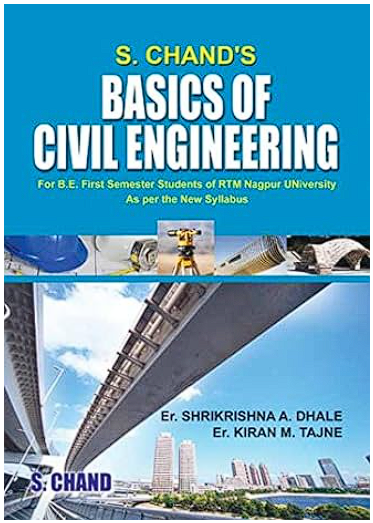 S. CHAND'S
BASICS OF
CIVIL ENGINEERING
For B.E. First Semester Students of RTM Nagpur UNiversity
As per the New Syllabus
Er. SHRIKRISHNA A. DHALE
Er. KIRAN M. TAJNE
S. CHAND